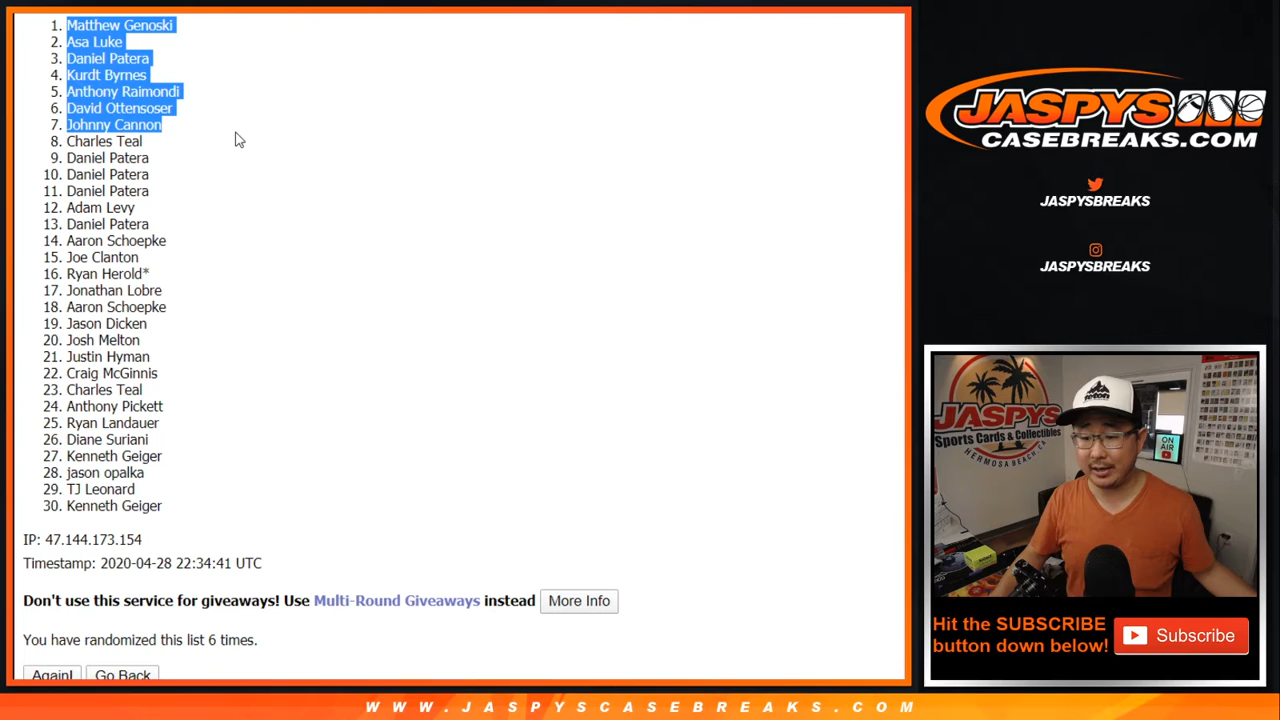 1. Matthew Genoski
2. Asa Luke
3. Daniel Patera
4. Kurdt Byrnes
5. Anthony Raimondi
6. David Ottensoser
7. Johnny Cannon
8. Charles Teal
9. Daniel Patera
10. Daniel Patera
11. Daniel Patera
12. Adam Levy
13. Daniel Patera
14. Aaron Schoepke
15. Joe Clanton
16. Ryan Herold*
17. Jonathan Lobre
18. Aaron Schoepke
19. Jason Dicken
20. Josh Melton
21. Justin Hyman
22. Craig McGinnis
23. Charles Teal
24. Anthony Pickett
25. Ryan Landauer
26. Diane Suriani
27. Kenneth Geiger
28. jason opalka
29. TJ Leonard
30. Kenneth Geiger
IP: 47.144.173.154
Timestamp: 2020-04-28 22:34:41 UTC
Don't use this service for giveaways! Use Multi-Round Giveaways instead More Info
You have randomized this list 6 times.
Again! Go Back
JASPYS
CASEBREAKS.COM
JASPYSBREAKS
JASPYSBREAKS
JASPYS
Sports Cards & Collectibles
HERMOSA BEACH, CA
teton
ON
AIR
Hit the SUBSCRIBE
button down below!
Subscribe
WWW.JASPYSCASEBREAKS.COM